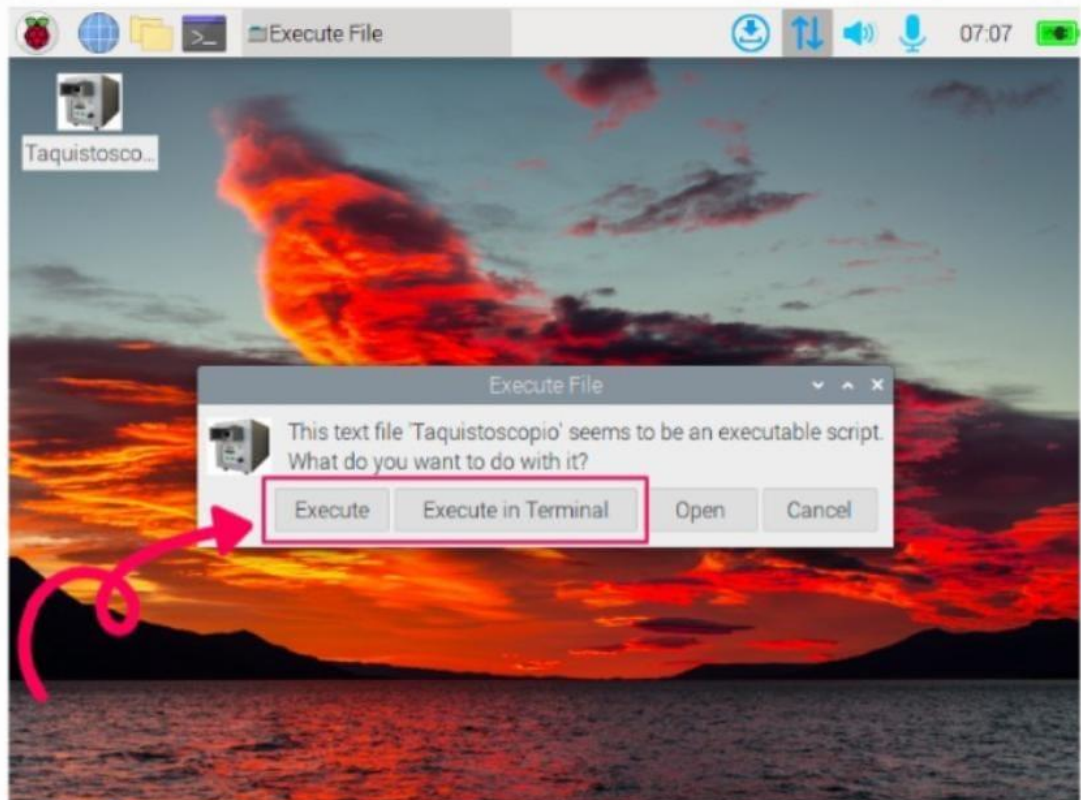 Execute File
07:07
Taquistosco...
Execute File
This text file 'Taquistoscopio' seems to be an executable script.
What do you want to do with it?
Execute Execute in Terminal Open Cancel